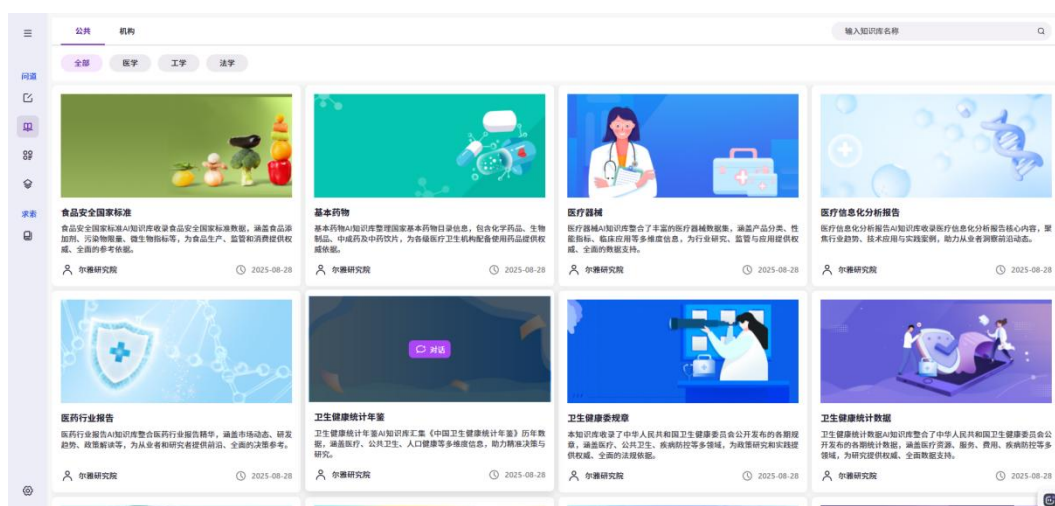 公共 机构
输入知识库名称
全部 医学 工学 法学
问道
求索
食品安全国家标准
食品安全国家标准AI知识库收录食品安全国家标准数据，涵盖食品添
加剂、污染物限量、微生物指标等，为食品生产、监管和消费提供权
威、全面的参考依据。
尔雅研究院 2025-08-28
基本药物
基本药物AI知识库整理国家基本药物目录信息，包含化学药品、生物
制品、中成药及中药饮片，为各级医疗卫生机构配备使用药品提供权
威依据。
尔雅研究院 2025-08-28
医疗器械
医疗器械AI知识库整合了丰富的医疗器械数据集，涵盖产品分类、性
能指标、临床应用等多维度信息，为行业研究、监管与应用提供权
威、全面的数据支持。
尔雅研究院 2025-08-28
医疗信息化分析报告
医疗信息化分析报告AI知识库收录医疗信息化分析报告核心内容，聚
焦行业趋势、技术应用与实践案例，助力从业者洞察前沿动态。
尔雅研究院 2025-08-28
医药行业报告
医药行业报告AI知识库整合医药行业报告精华，涵盖市场动态、研发
趋势、政策解读等，为从业者和研究者提供前沿、全面的决策参考。
尔雅研究院 2025-08-28
对话
卫生健康统计年鉴
卫生健康统计年鉴AI知识库汇集《中国卫生健康统计年鉴》历年数
据，涵盖医疗、公共卫生、人口健康等多维度信息，助力精准决策与
研究。
尔雅研究院 2025-08-28
卫生健康委规章
本知识库收录了中华人民共和国卫生健康委员会公开发布的各期规
章，涵盖医疗、公共卫生、疾病防控等多领域，为政策研究和实践提
供权威、全面的法规依据。
尔雅研究院 2025-08-28
卫生健康统计数据
卫生健康统计数据AI知识库整合了中华人民共和国卫生健康委员会公
开发布的各期统计数据，涵盖医疗资源、服务、费用、疾病防控等多
领域，为研究提供权威、全面数据支持。
尔雅研究院 2025-08-28